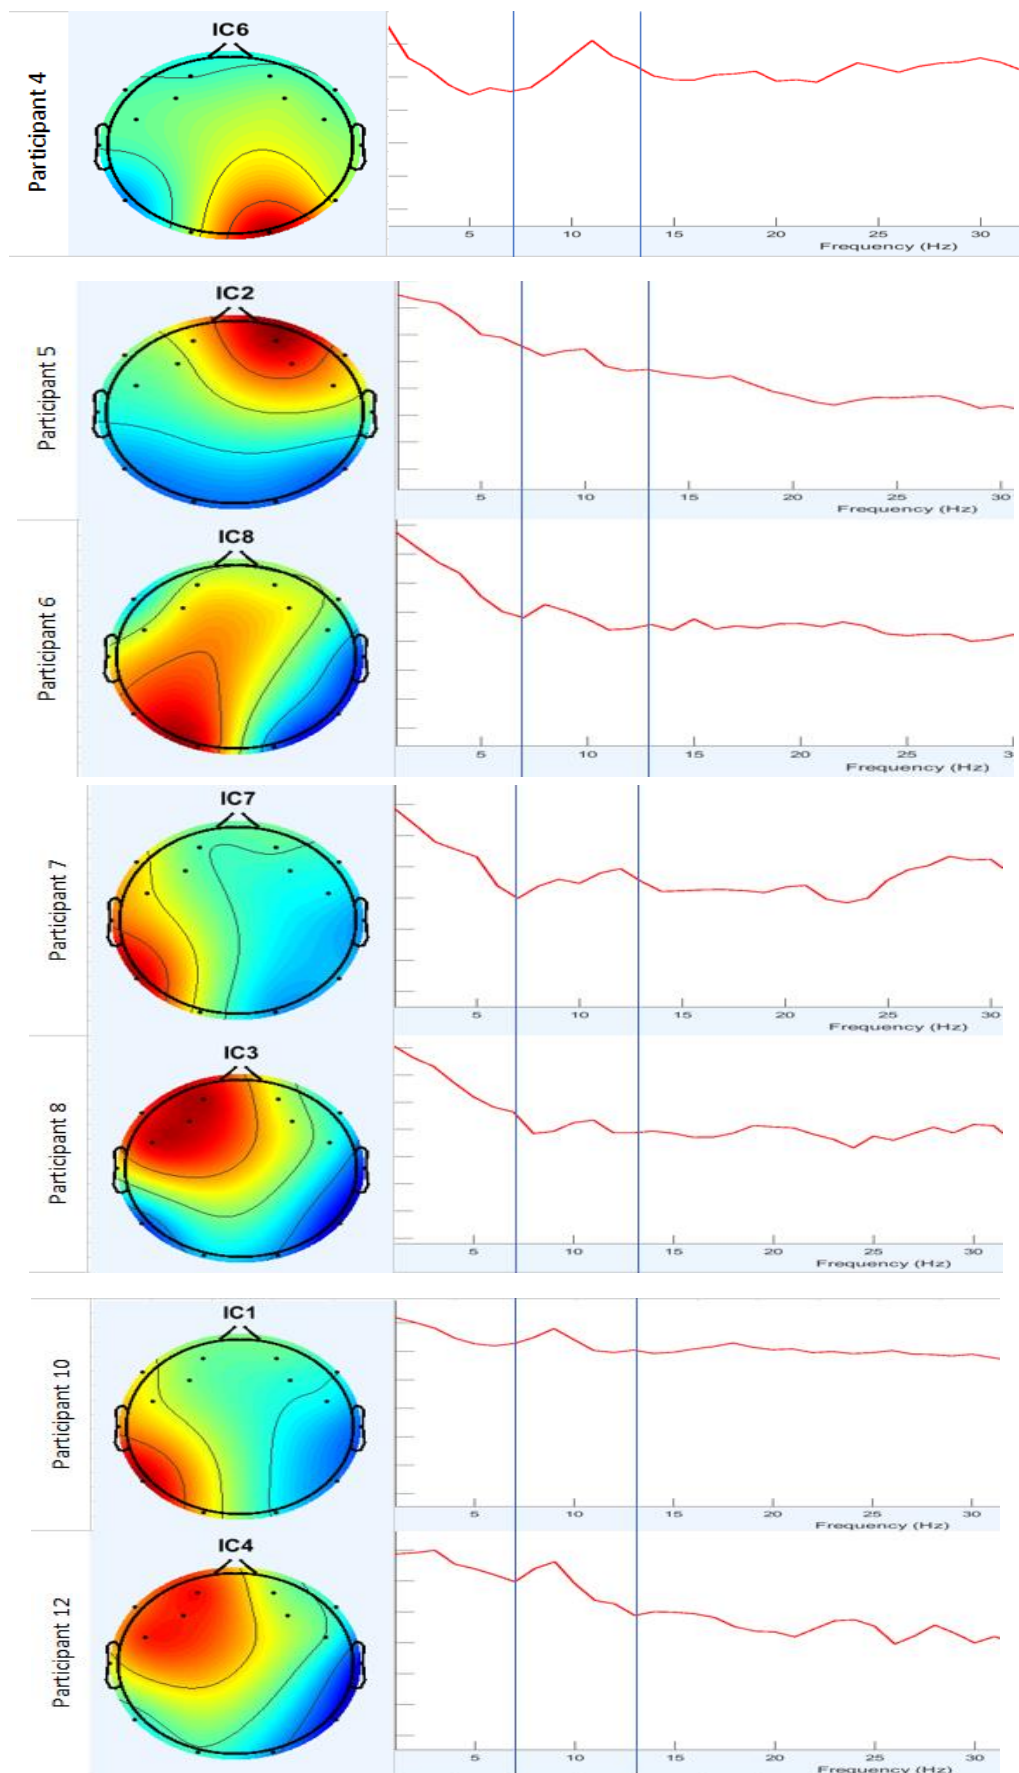 IC6
Participant 4
5 10 15 20 25 30
Frequency (Hz)
IC2
Participant 5
5 10 15 20 25 30
Frequency (Hz)
IC8
Participant 6
5 10 15 20 25 30
Frequency (Hz)
IC7
Participant 7
5 10 15 20 25 30
Frequency (Hz)
IC3
Participant 8
5 10 15 20 25 30
Frequency (Hz)
IC1
Participant 10
5 10 15 20 25 30
Frequency (Hz)
IC4
Participant 12
5 10 15 20 25 30
Frequency (Hz)